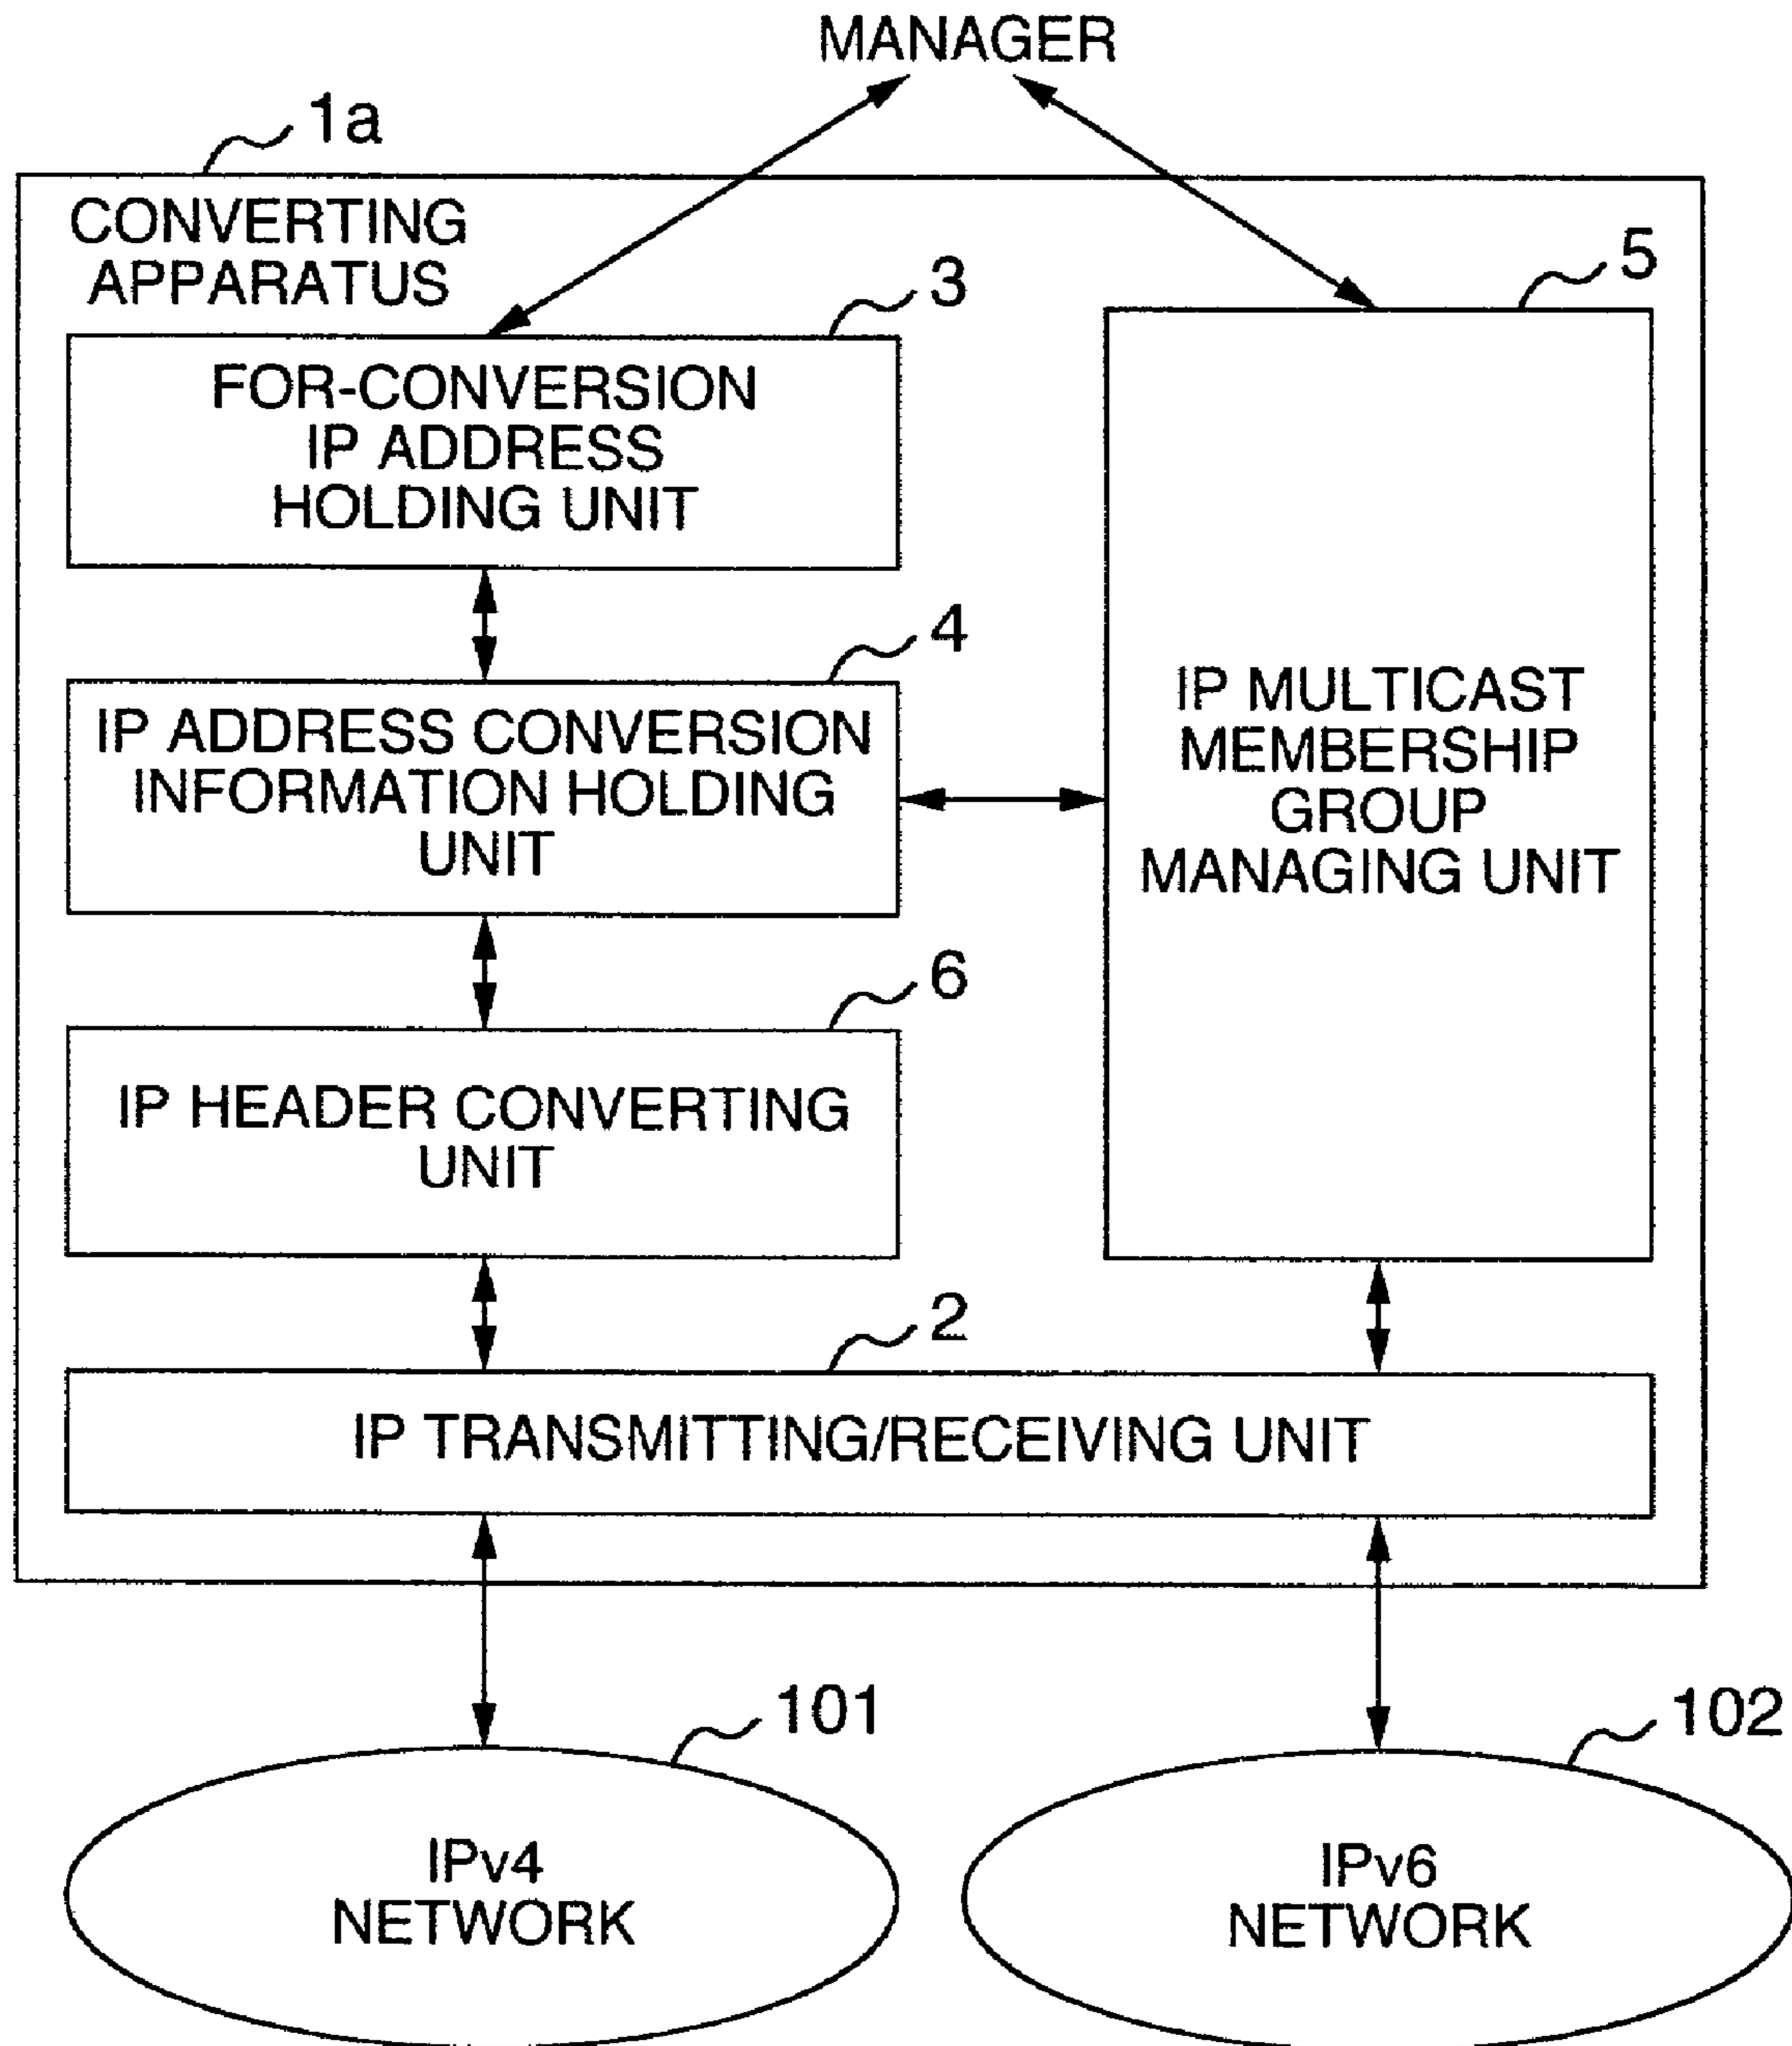 MANAGER
1a
CONVERTING
APPARATUS
3
5
FOR-CONVERSION
IP ADDRESS
HOLDING UNIT
4
IP ADDRESS CONVERSION
INFORMATION HOLDING
UNIT
IP MULTICAST
MEMBERSHIP
GROUP
MANAGING UNIT
6
IP HEADER CONVERTING
UNIT
2
IP TRANSMITTING/RECEIVING UNIT
101
102
IPv4
NETWORK
IPv6
NETWORK